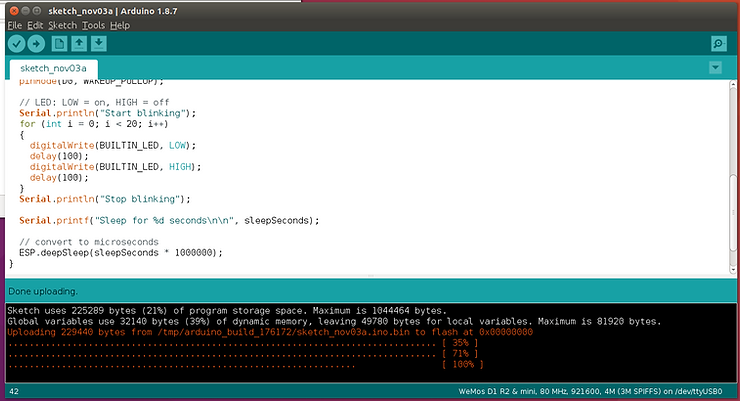 sketch_nov03a | Arduino 1.8.7
File Edit Sketch Tools Help
sketch_nov03a
pinMode(D0, WAKEUP_PULLUP);
// LED: LOW = on, HIGH = off
Serial.println("Start blinking");
for (int i = 0; i < 20; i++)
{
digitalWrite(BUILTIN_LED, LOW);
delay(100);
digitalWrite(BUILTIN_LED, HIGH);
delay(100);
}
Serial.println("Stop blinking");
Serial.printf("Sleep for %d seconds\n\n", sleepSeconds);
// convert to microseconds
ESP.deepSleep(sleepSeconds * 1000000);
}
Done uploading.
Sketch uses 225289 bytes (21%) of program storage space. Maximum is 1044464 bytes.
Global variables use 32140 bytes (39%) of dynamic memory, leaving 49780 bytes for local variables. Maximum is 81920 bytes.
Uploading 229440 bytes from /tmp/arduino_build_176172/sketch_nov03a.ino.bin to flash at 0x00000000
................................................................................ [ 35% ]
................................................................................ [ 71% ]
................................................................. [ 100% ]
42 WeMos D1 R2 & mini, 80 MHz, 921600, 4M (3M SPIFFS) on /dev/ttyUSB0